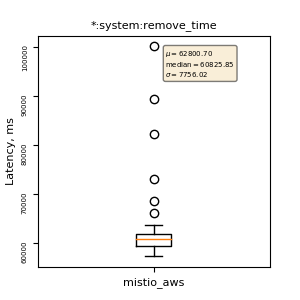 *:system:remove_time
μ = 62800.70
median = 60825.85
σ = 7756.02
100000
90000
80000
70000
60000
Latency, ms
mistio_aws